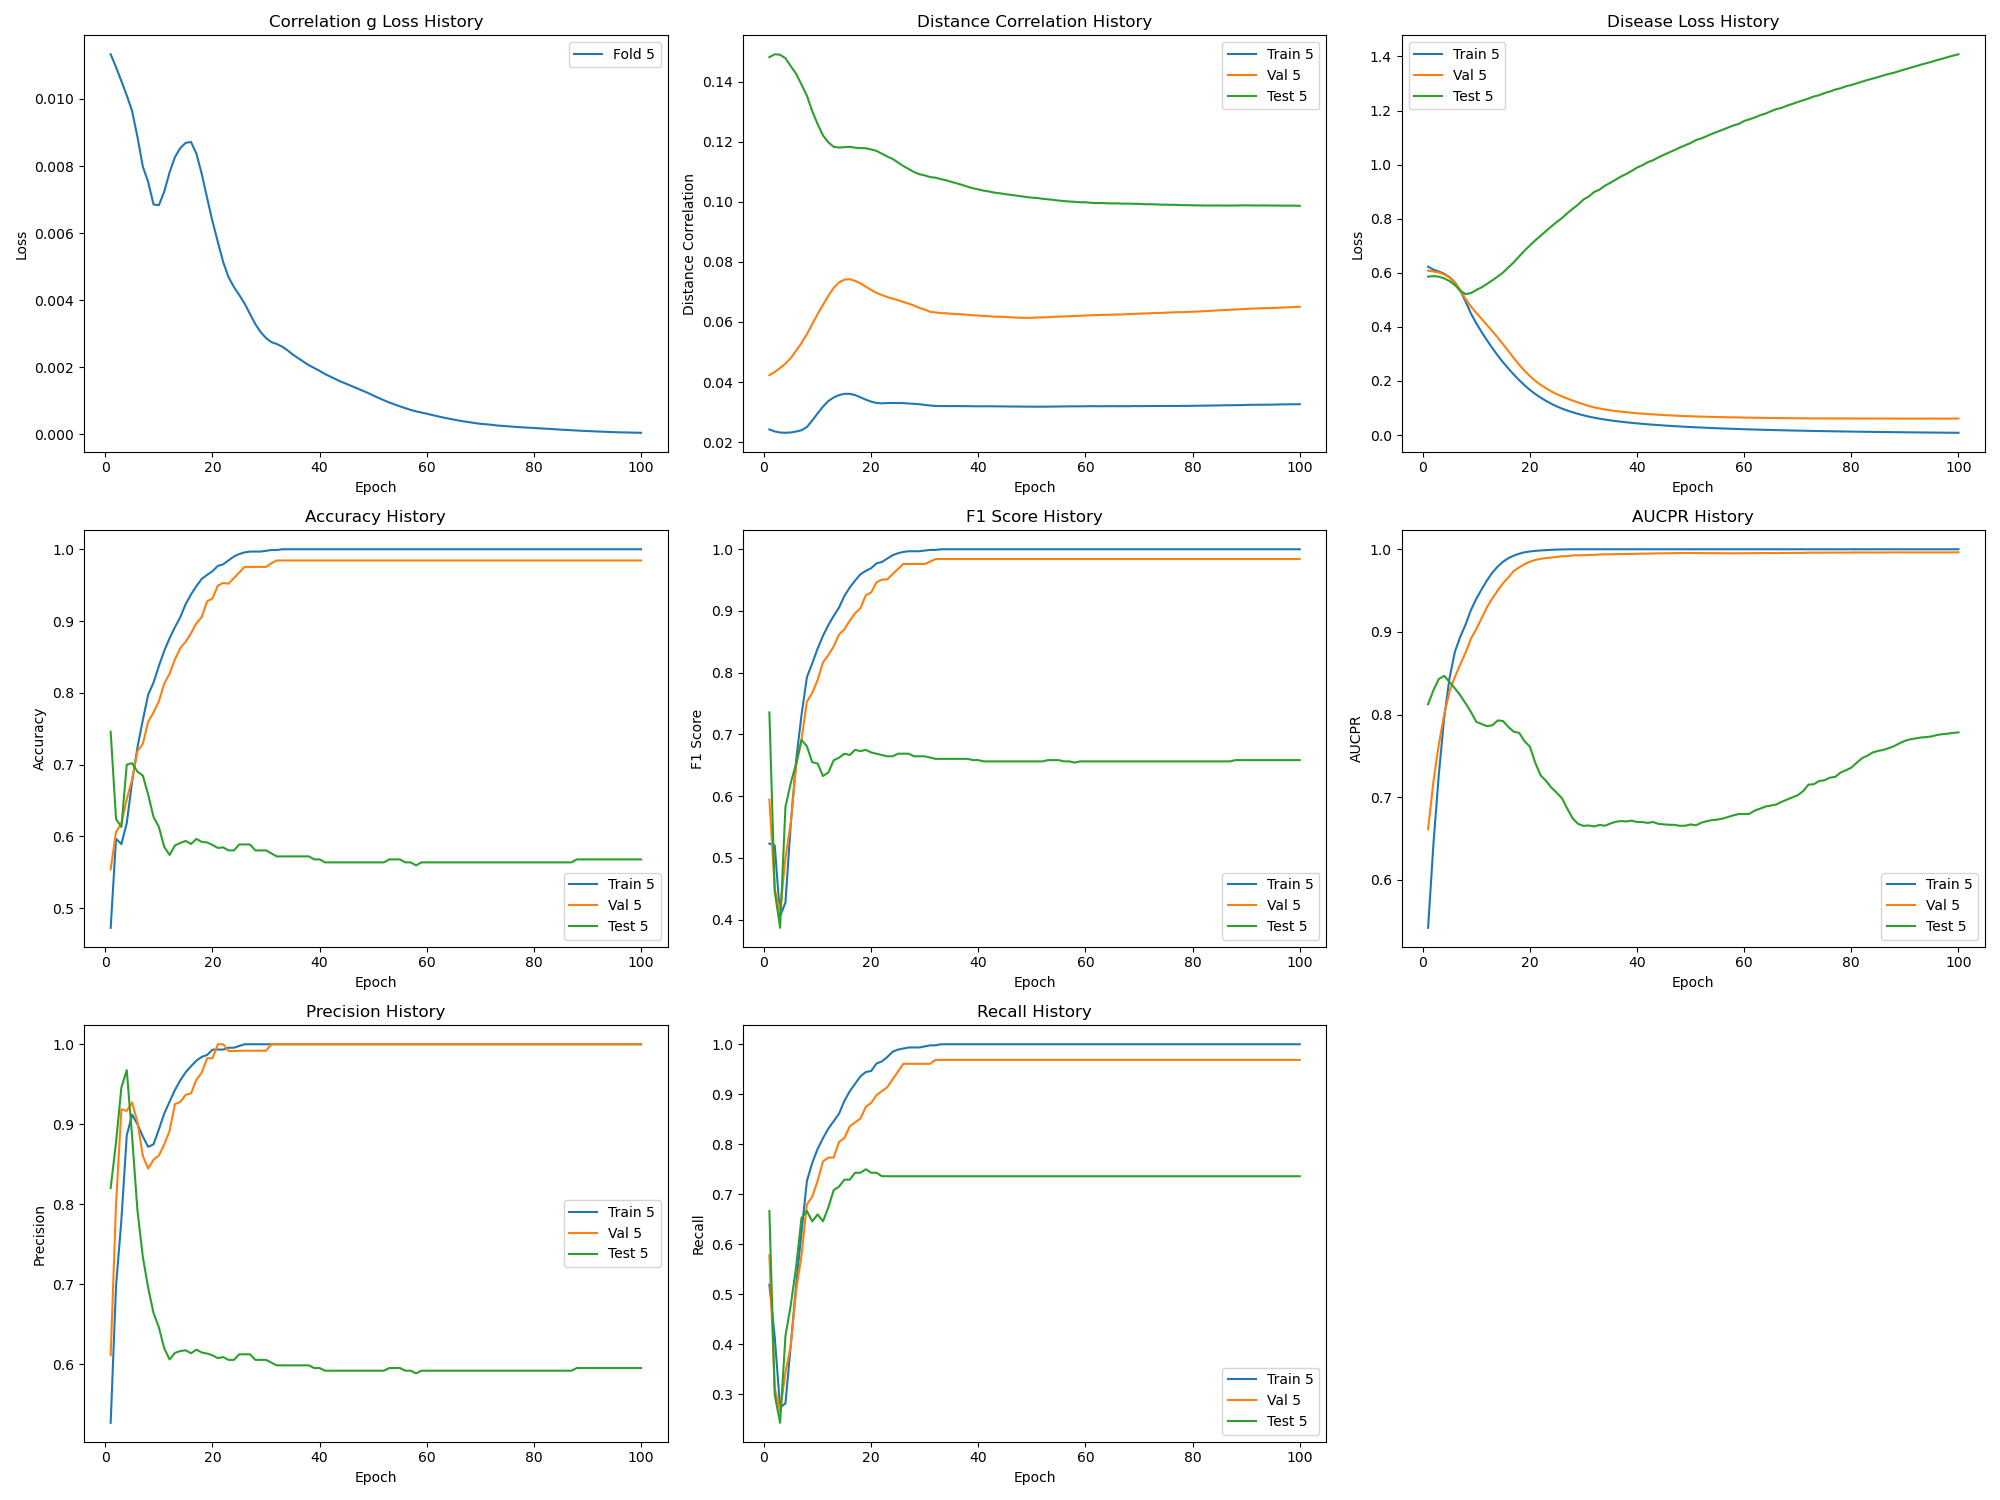 Correlation g Loss History
Fold 5
0.010
0.008
0.006
0.004
0.002
0.000
Loss
0 20 40 60 80 100
Epoch
Distance Correlation History
Train 5
Val 5
Test 5
0.14
0.12
0.10
0.08
0.06
0.04
0.02
Distance Correlation
0 20 40 60 80 100
Epoch
Disease Loss History
Train 5
Val 5
Test 5
1.4
1.2
1.0
0.8
0.6
0.4
0.2
0.0
Loss
0 20 40 60 80 100
Epoch
Accuracy History
1.0
0.9
0.8
0.7
0.6
0.5
Accuracy
Train 5
Val 5
Test 5
0 20 40 60 80 100
Epoch
F1 Score History
1.0
0.9
0.8
0.7
0.6
0.5
0.4
F1 Score
Train 5
Val 5
Test 5
0 20 40 60 80 100
Epoch
AUCPR History
1.0
0.9
0.8
0.7
0.6
AUCPR
Train 5
Val 5
Test 5
0 20 40 60 80 100
Epoch
Precision History
1.0
0.9
0.8
0.7
0.6
Precision
Train 5
Val 5
Test 5
0 20 40 60 80 100
Epoch
Recall History
1.0
0.9
0.8
0.7
0.6
0.5
0.4
0.3
Recall
Train 5
Val 5
Test 5
0 20 40 60 80 100
Epoch